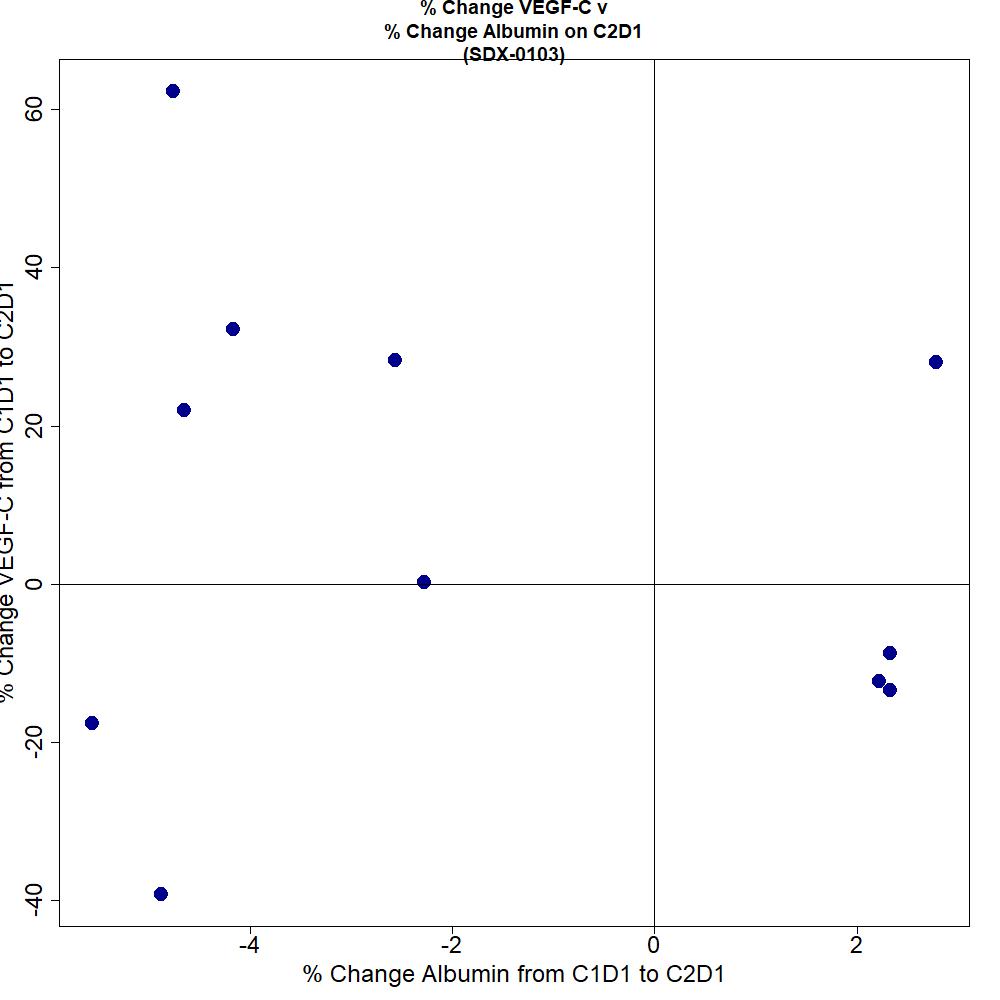 % Change VEGF-C v
% Change Albumin on C2D1
(SDX-0103)
% Change VEGF-C from C1D1 to C2D1
60
40
20
0
-20
-40
-4
-2
0
2
% Change Albumin from C1D1 to C2D1